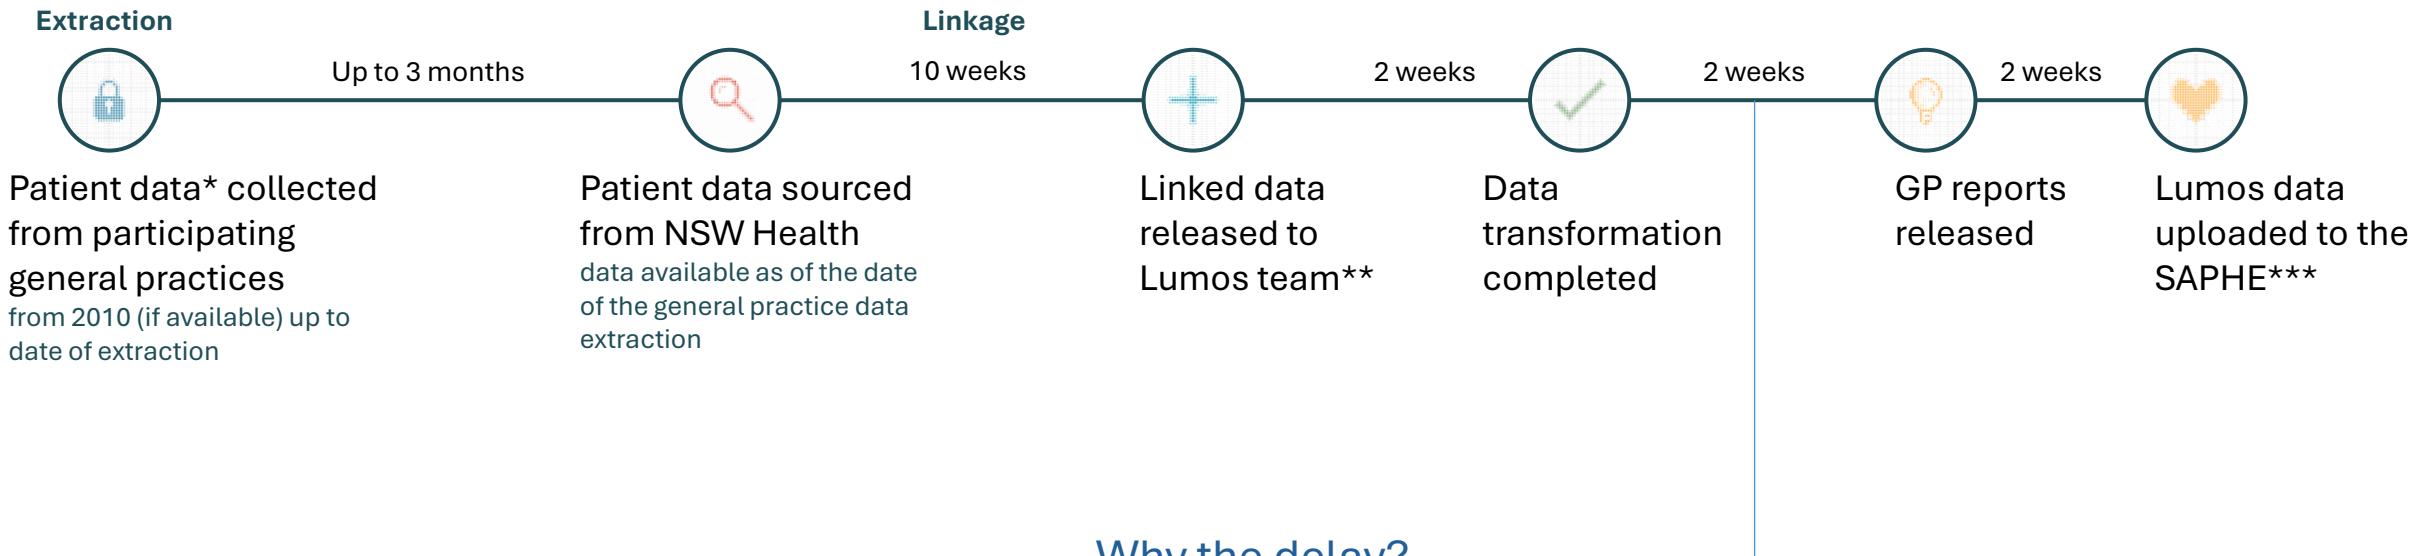 Extraction
Linkage
Up to 3 months
10 weeks
2 weeks
2 weeks
2 weeks
Patient data* collected
from participating
general practices
from 2010 (if available) up to
date of extraction
Patient data sourced
from NSW Health
data available as of the date
of the general practice data
extraction
Linked data
released to
Lumos team**
Data
transformation
completed
GP reports
released
Lumos data
uploaded to the
SAPHE***
Why the delay?